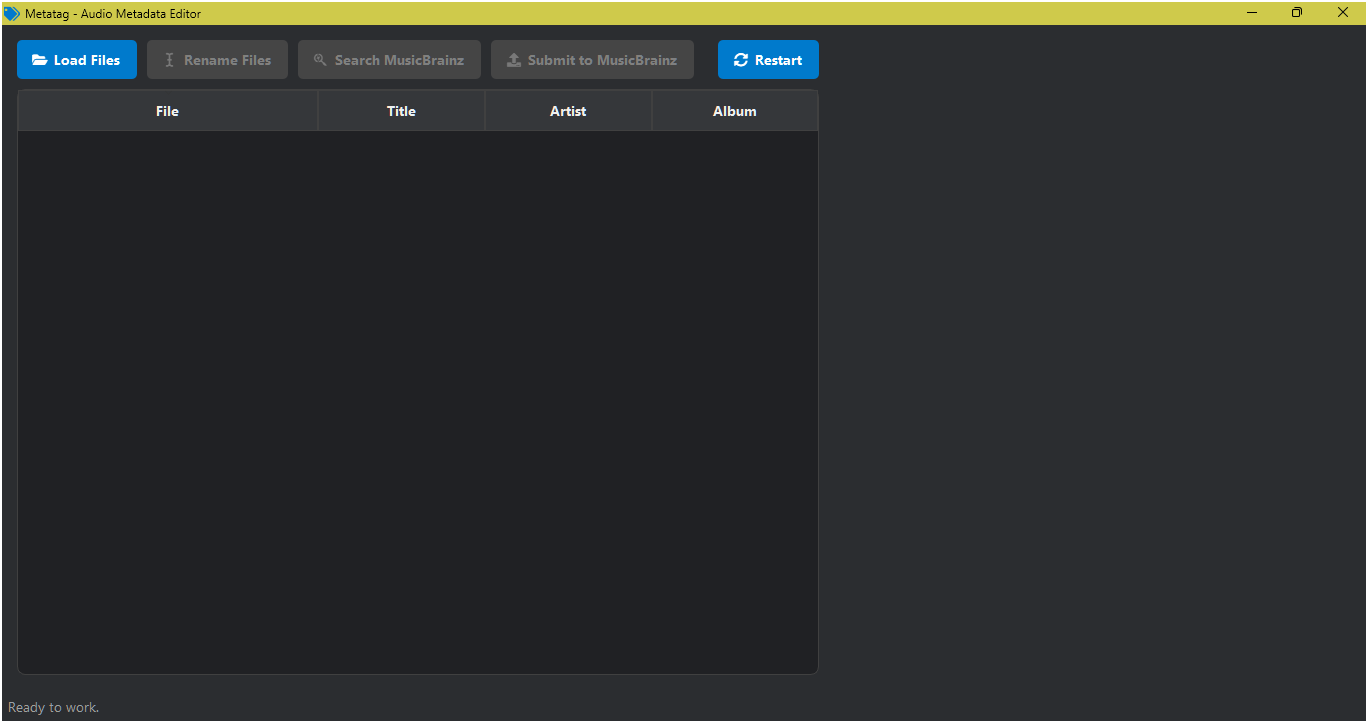 Metatag - Audio Metadata Editor
Load Files Rename Files Search MusicBrainz Submit to MusicBrainz Restart
File Title Artist Album
Ready to work.